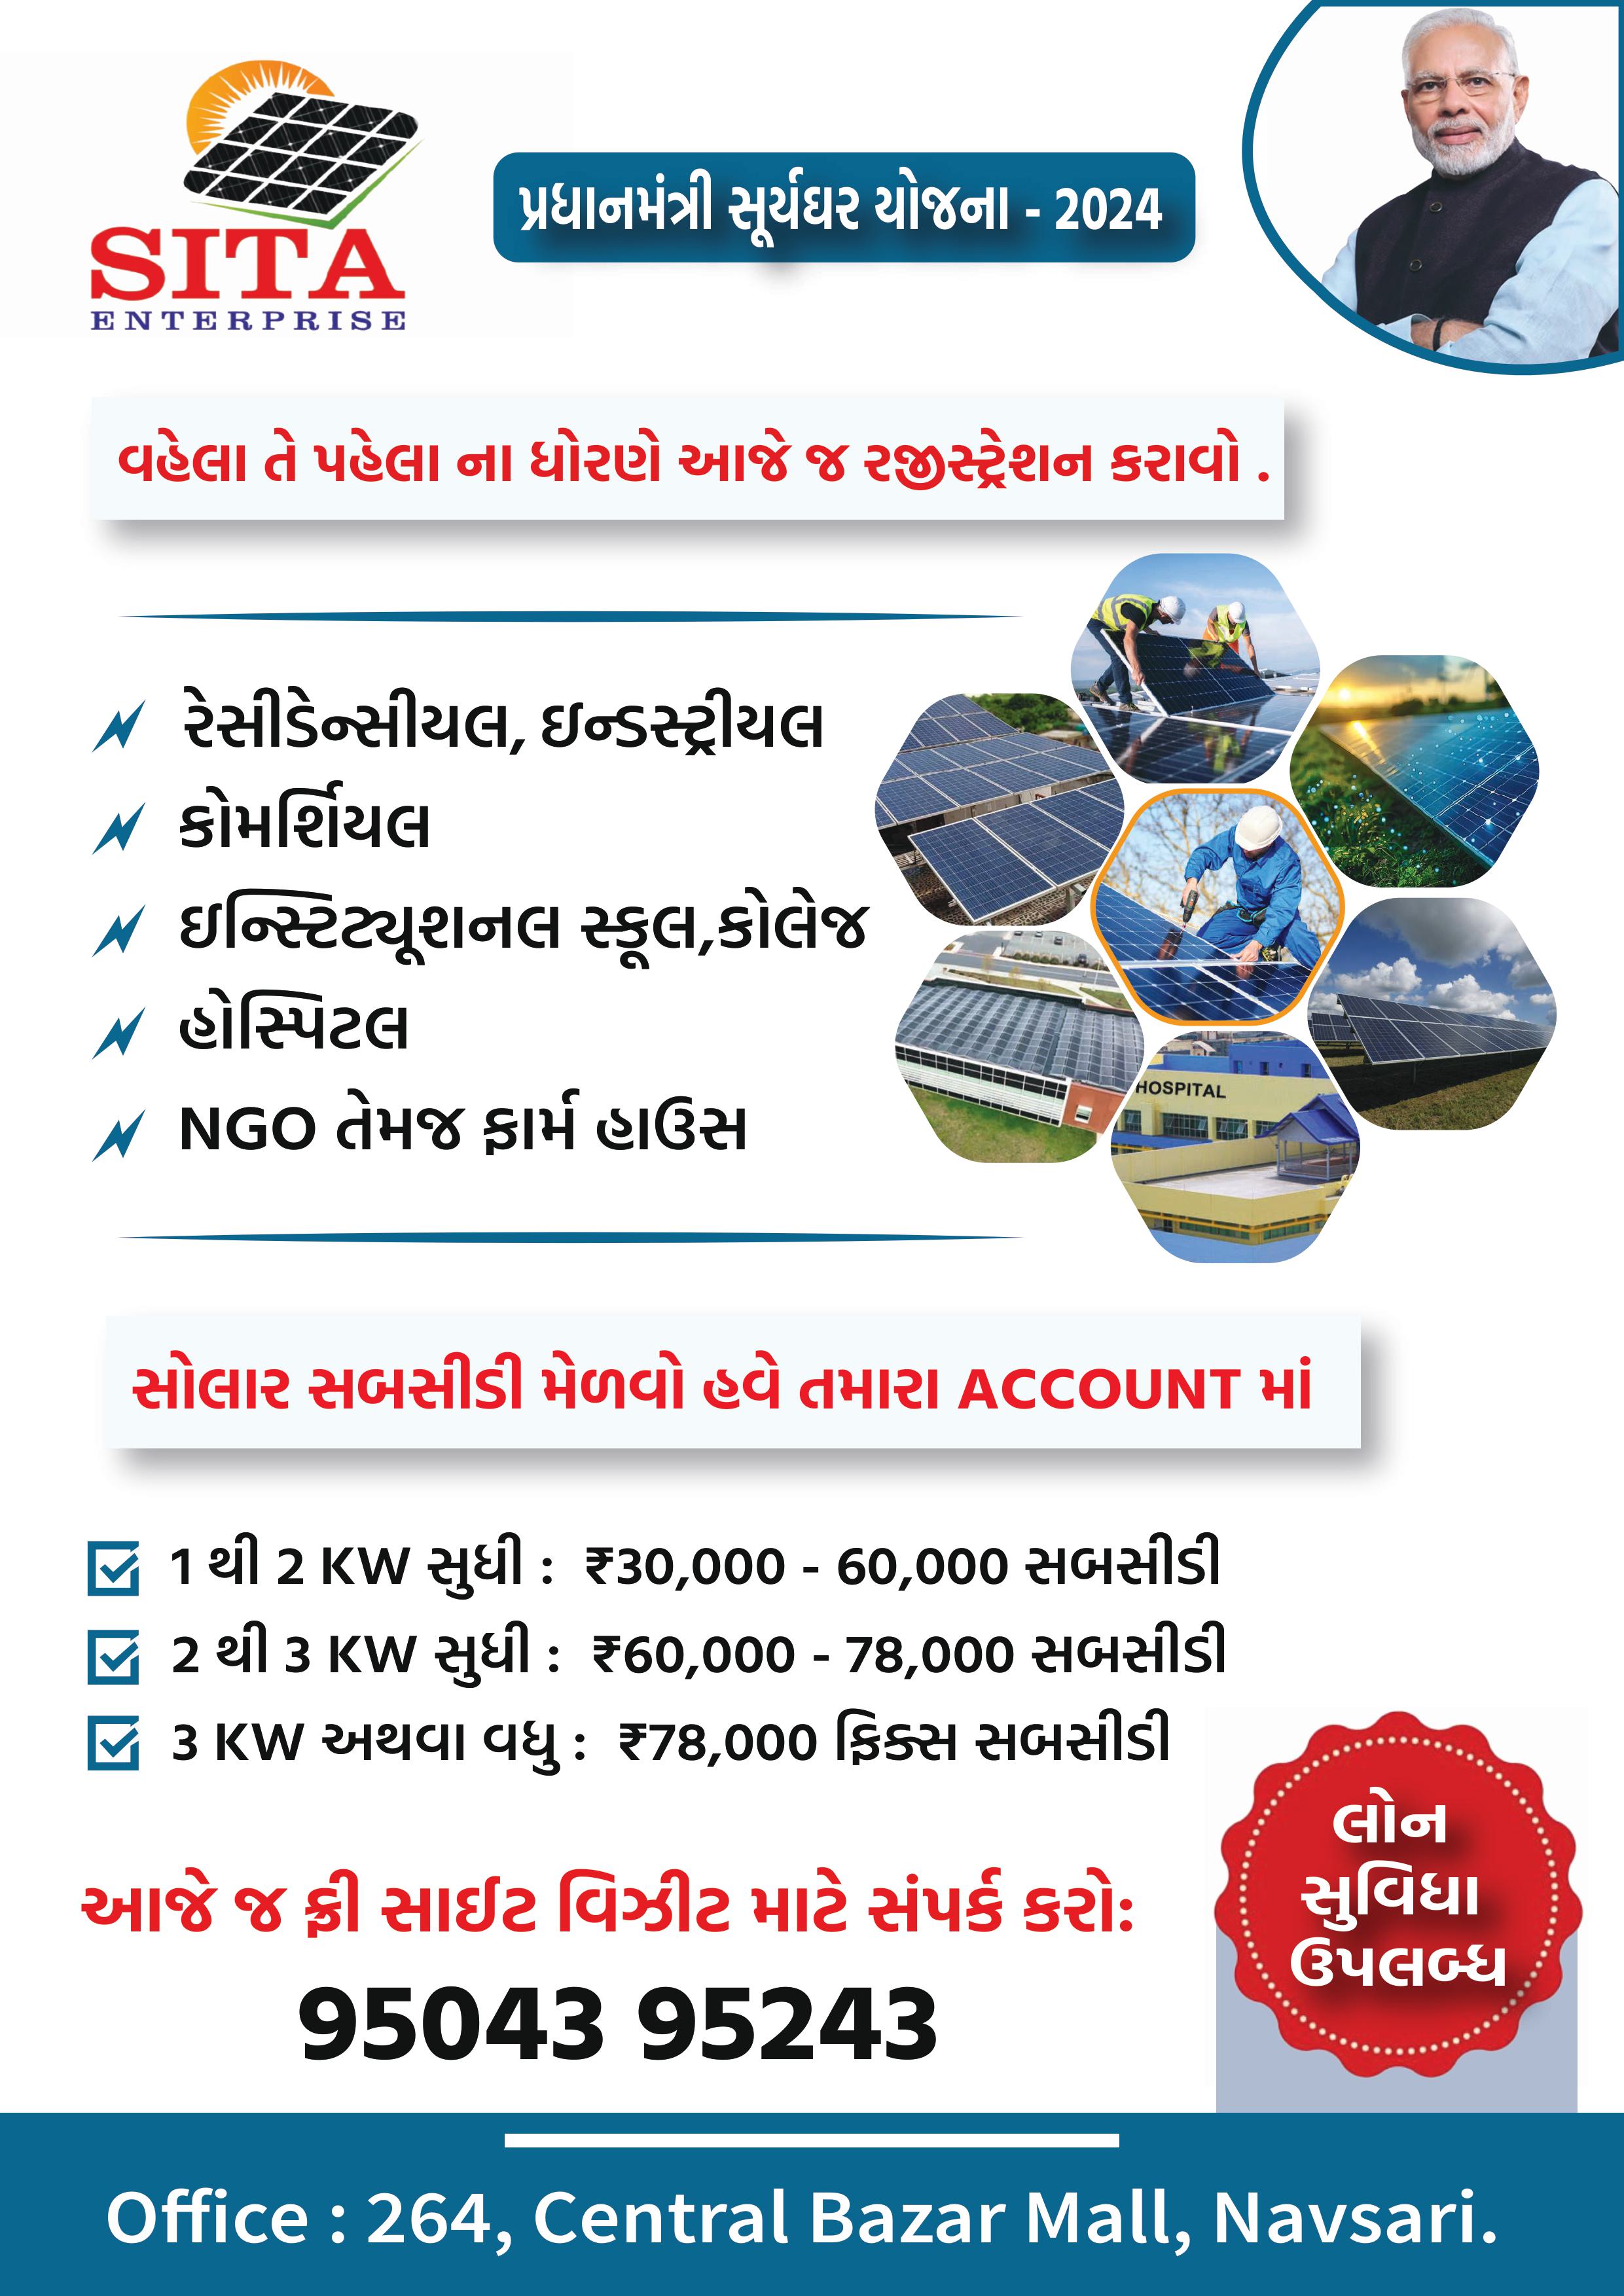 SITA
ENTERPRISE
પ્રધાનમંત્રી સૂર્યઘર યોજના - 2024
વહેલા તે પહેલા ના ધોરણે આજે જ રજીસ્ટ્રેશન કરાવો .
રેસીડેન્સીયલ, ઇન્ડસ્ટ્રીયલ
કોમર્શિયલ
ઇન્સ્ટિટ્યૂશનલ સ્કૂલ,કોલેજ
હોસ્પિટલ
NGO તેમજ ફાર્મ હાઉસ
HOSPITAL
સોલાર સબસીડી મેળવો હવે તમારા ACCOUNT માં
1 થી 2 KW સુધી : ₹30,000 - 60,000 સબસીડી
2 થી 3 KW સુધી : ₹60,000 - 78,000 સબસીડી
3 KW અથવા વધુ : ₹78,000 ફિક્સ સબસીડી
આજે જ ફ્રી સાઈટ વિઝીટ માટે સંપર્ક કરો:
95043 95243
લોન
સુવિધા
ઉપલબ્ધ
Office : 264, Central Bazar Mall, Navsari.